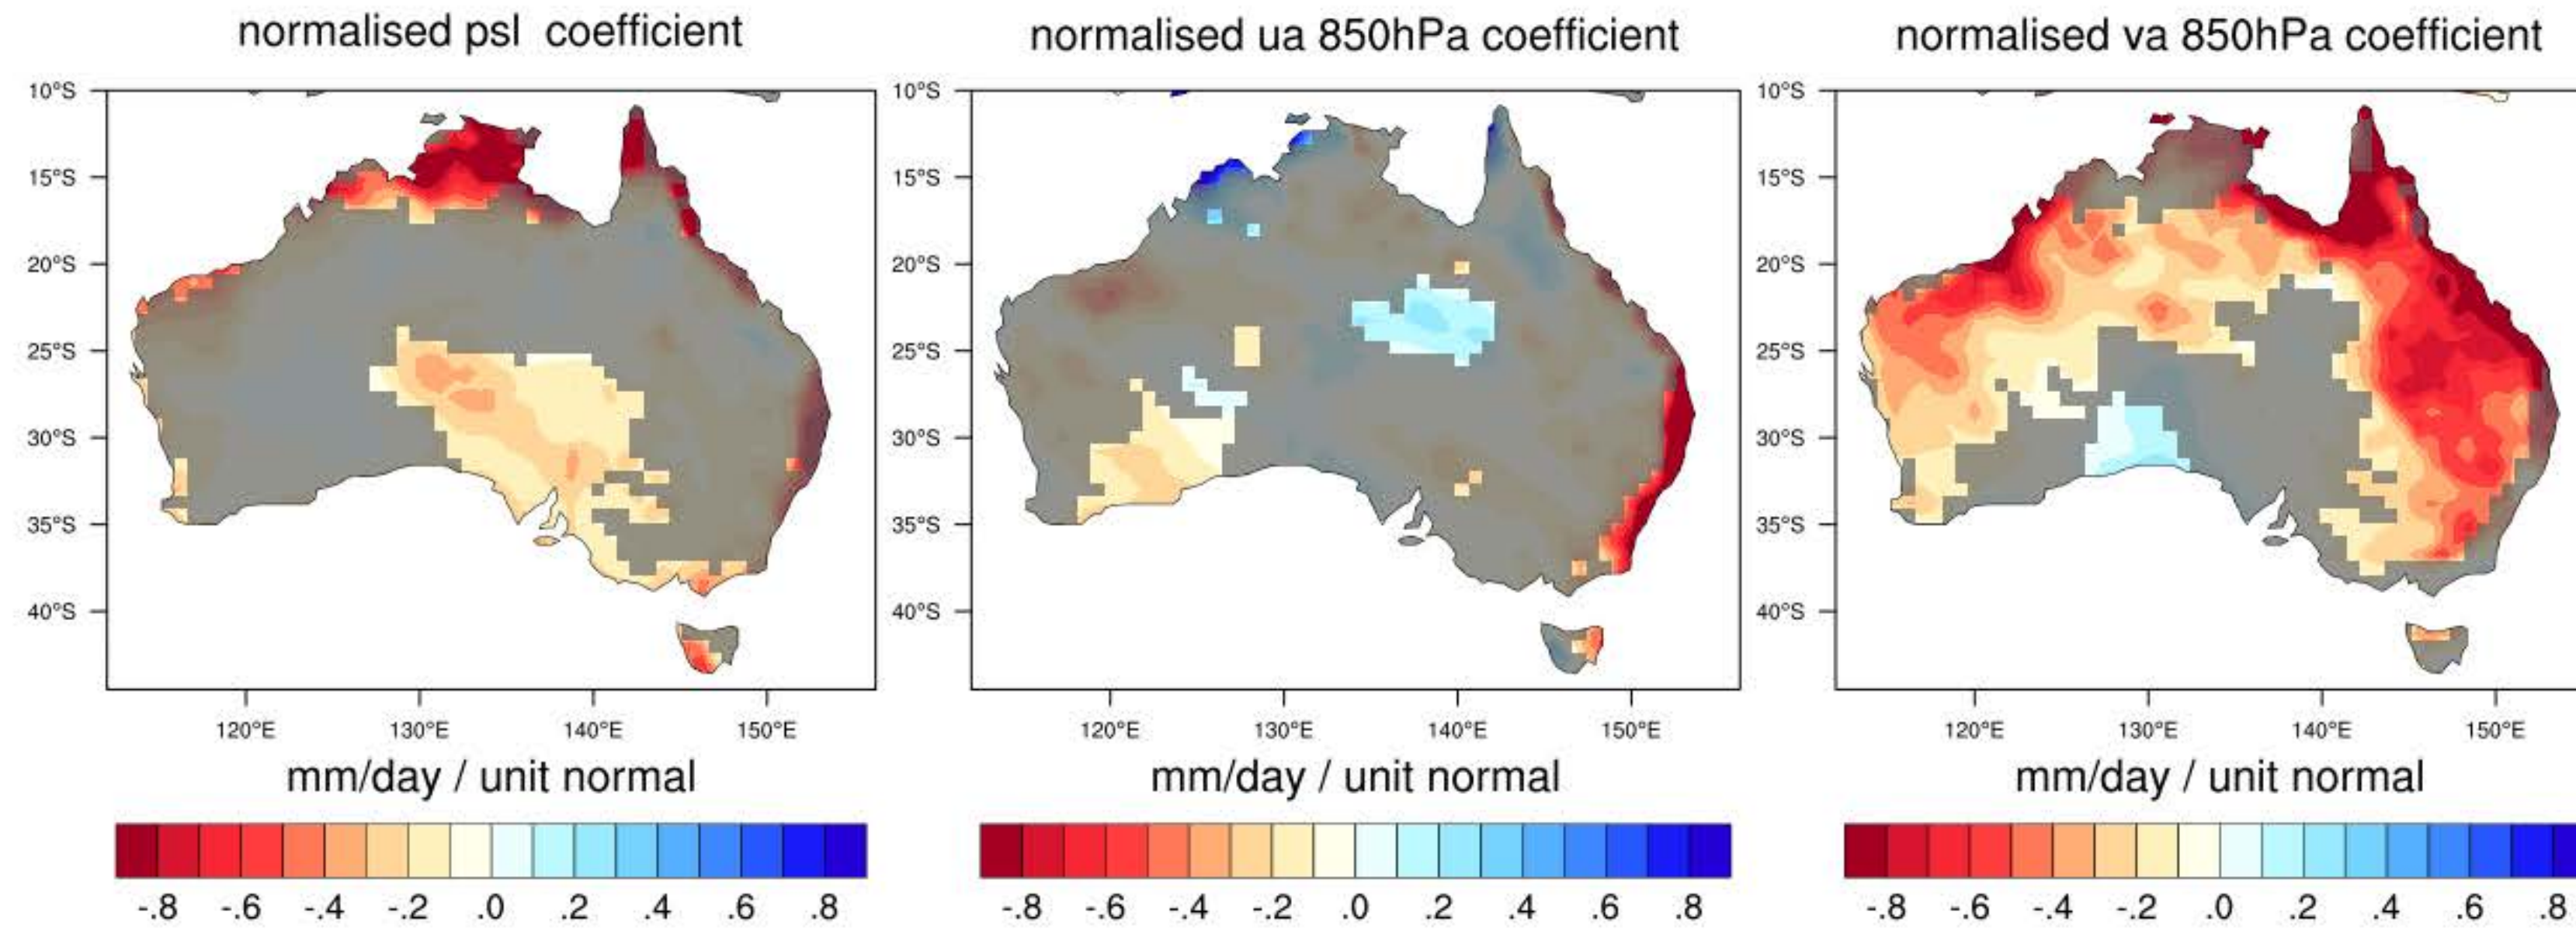 normalised psl coefficient
normalised ua 850hPa coefficient
normalised va 850hPa coefficient
10°S
15°S
20°S
25°S
30°S
35°S
40°S
120°E 130°E 140°E 150°E
10°S
15°S
20°S
25°S
30°S
35°S
40°S
120°E 130°E 140°E 150°E
10°S
15°S
20°S
25°S
30°S
35°S
40°S
120°E 130°E 140°E 150°E
mm/day / unit normal
-.8 -.6 -.4 -.2 .0 .2 .4 .6 .8
mm/day / unit normal
-.8 -.6 -.4 -.2 .0 .2 .4 .6 .8
mm/day / unit normal
-.8 -.6 -.4 -.2 .0 .2 .4 .6 .8